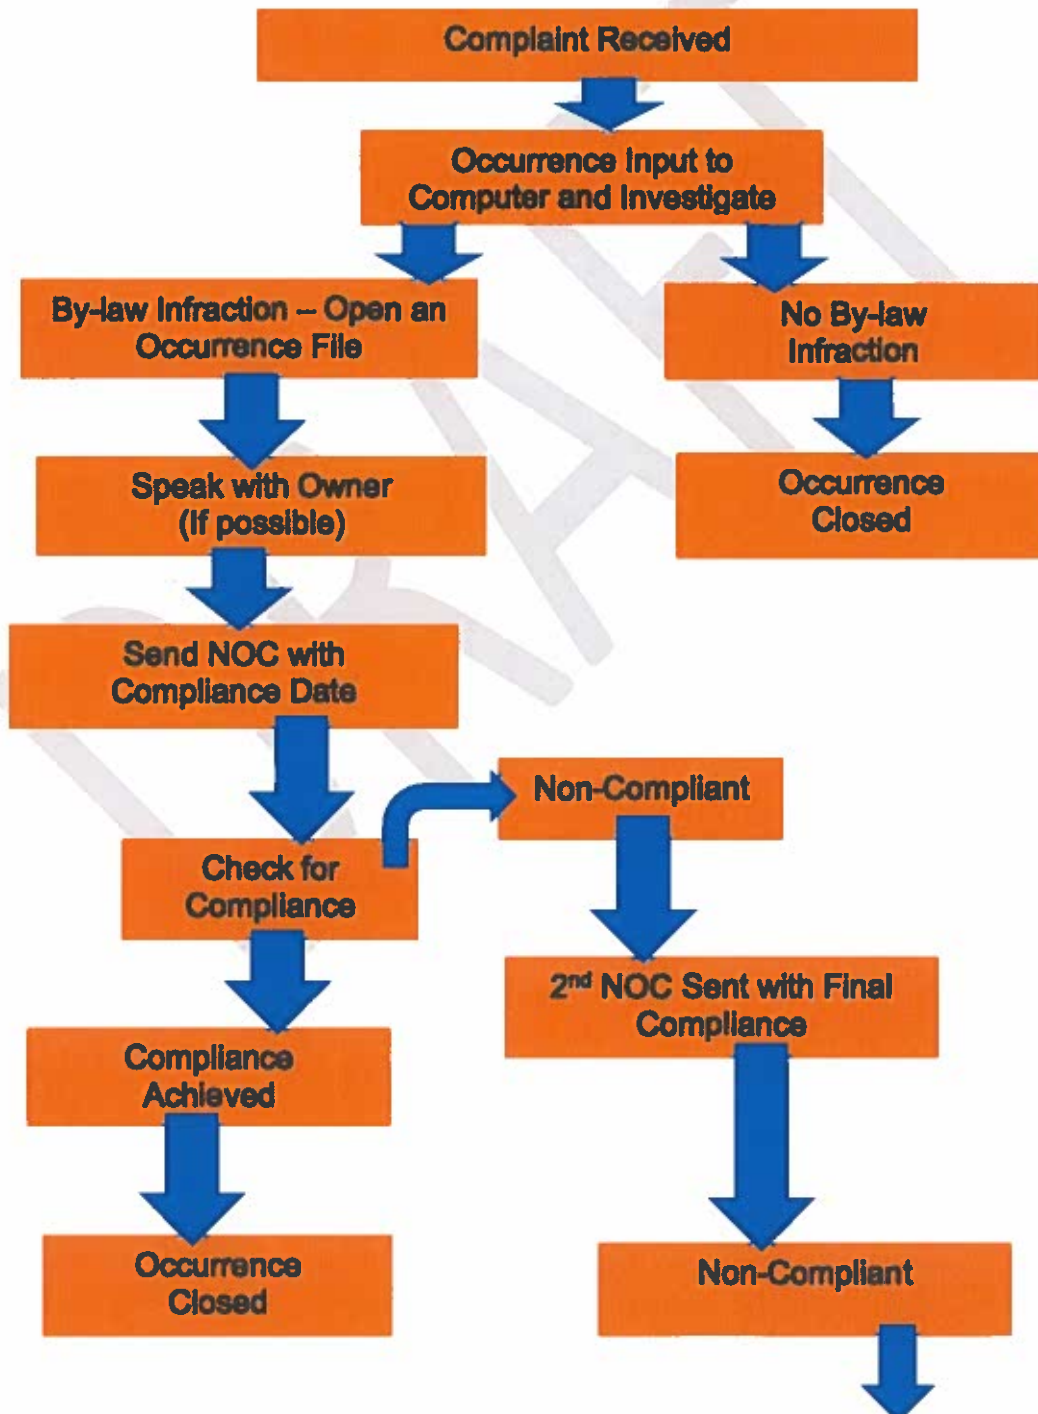 Complaint Received
Occurrence Input to
Computer and Investigate
By-law Infraction – Open an
Occurrence File
No By-law
Infraction
Speak with Owner
(If possible)
Occurrence
Closed
Send NOC with
Compliance Date
Non-Compliant
Check for
Compliance
2nd NOC Sent with Final
Compliance
Compliance
Achieved
Occurrence
Closed
Non-Compliant
DRAFT